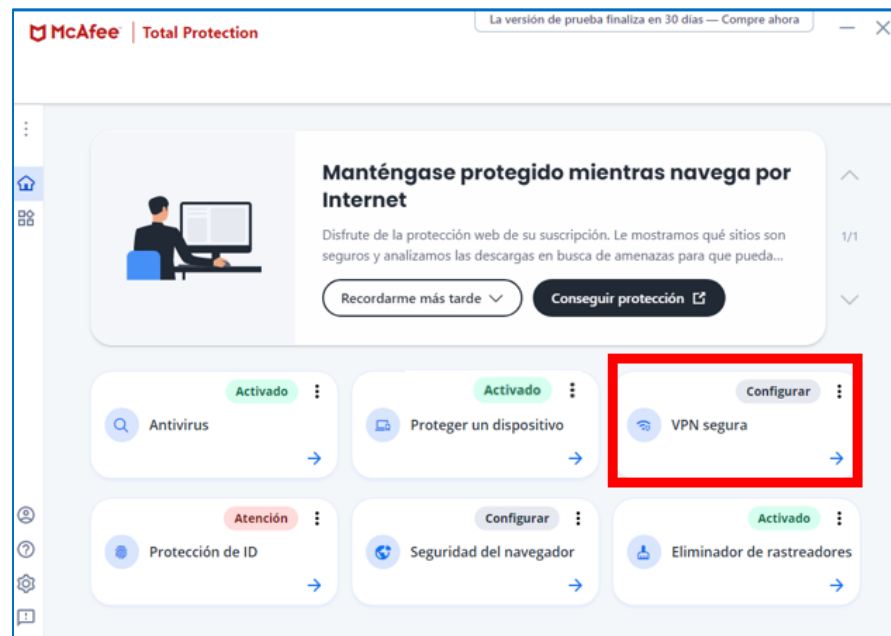 McAfee | Total Protection
La versión de prueba finaliza en 30 días — Compre ahora
Manténgase protegido mientras navega por
Internet
Disfrute de la protección web de su suscripción. Le mostramos qué sitios son
seguros y analizamos las descargas en busca de amenazas para que pueda...
1/1
Recordarme más tarde
Conseguir protección
Activado
Antivirus
Activado
Proteger un dispositivo
Configurar
VPN segura
Atención
Protección de ID
Configurar
Seguridad del navegador
Activado
Eliminador de rastreadores